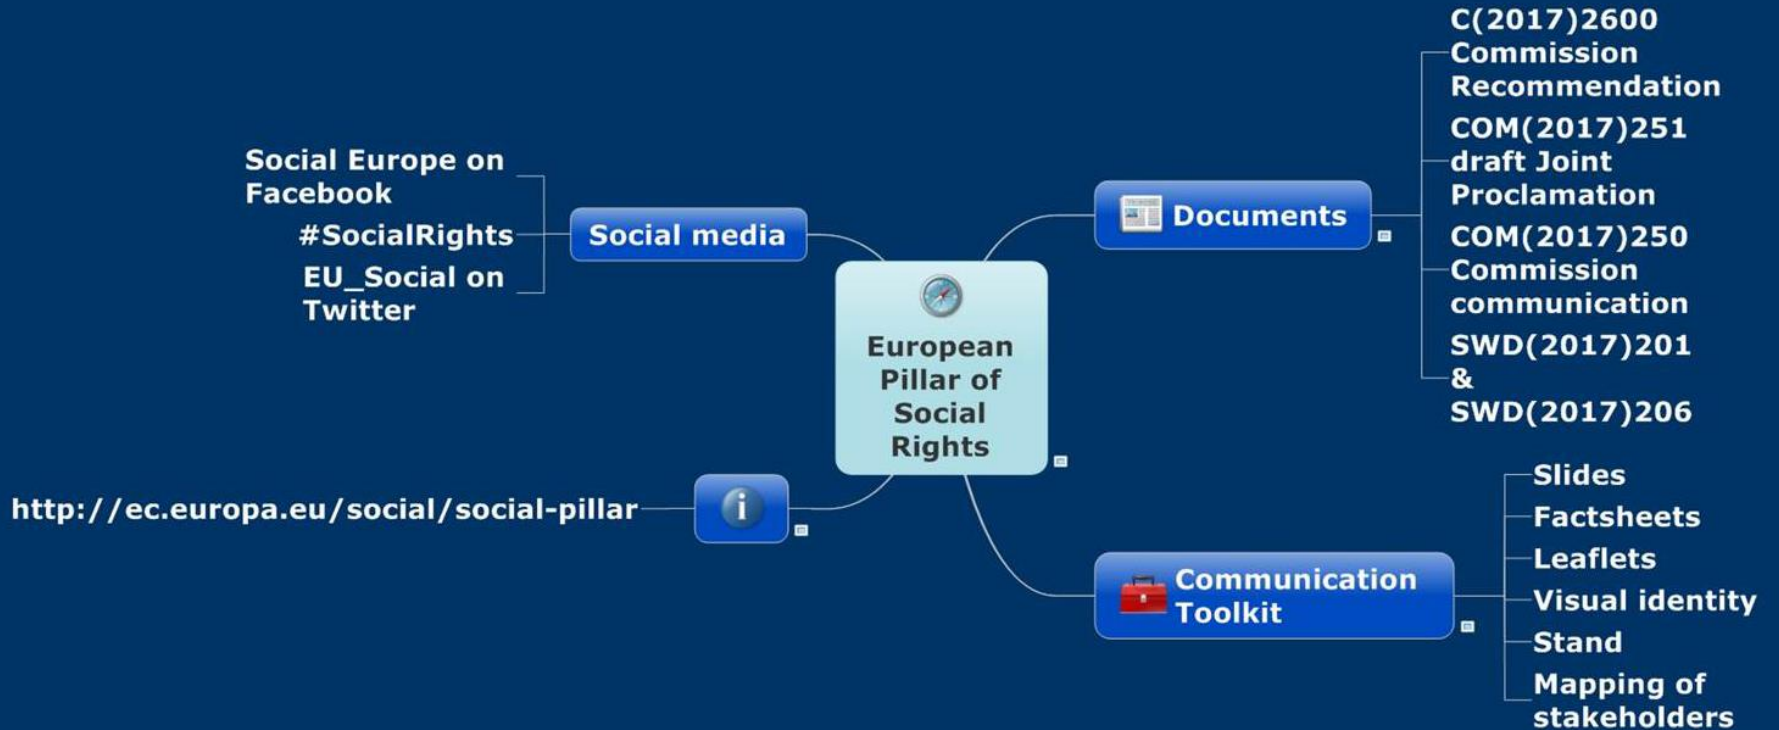 European
Pillar of
Social
Rights
Social media
Social Europe on
Facebook
#SocialRights
EU_Social on
Twitter
http://ec.europa.eu/social/social-pillar
i
Documents
C(2017)2600
Commission
Recommendation
COM(2017)251
draft Joint
Proclamation
COM(2017)250
Commission
communication
SWD(2017)201
&
SWD(2017)206
Communication
Toolkit
Slides
Factsheets
Leaflets
Visual identity
Stand
Mapping of
stakeholders